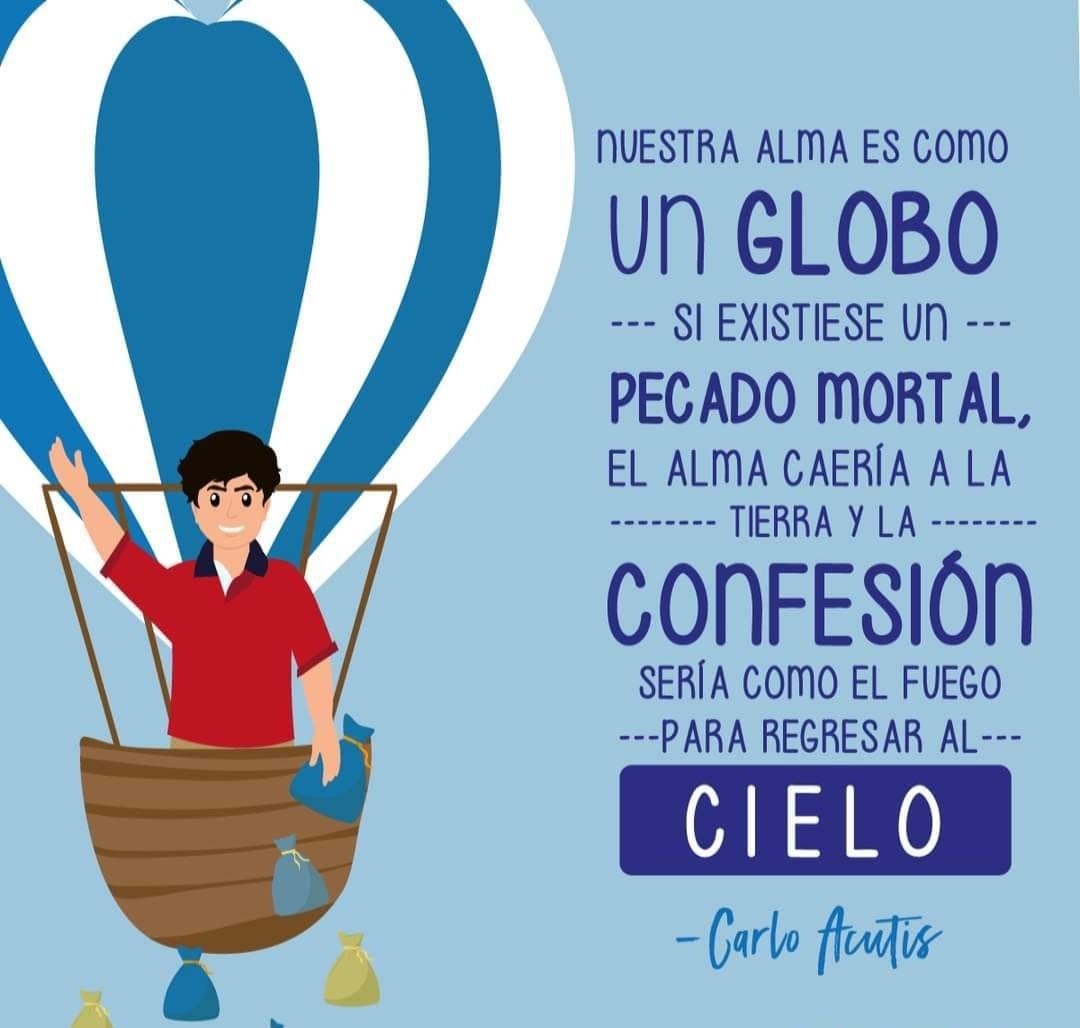 NUESTRA ALMA ES COMO
UN GLOBO
--- SI EXISTIESE UN ---
PECADO MORTAL,
EL ALMA CAERÍA A LA
-------- TIERRA Y LA --------
CONFESIÓN
SERÍA COMO EL FUEGO
---PARA REGRESAR AL---
CIELO
-Carlo Acutis